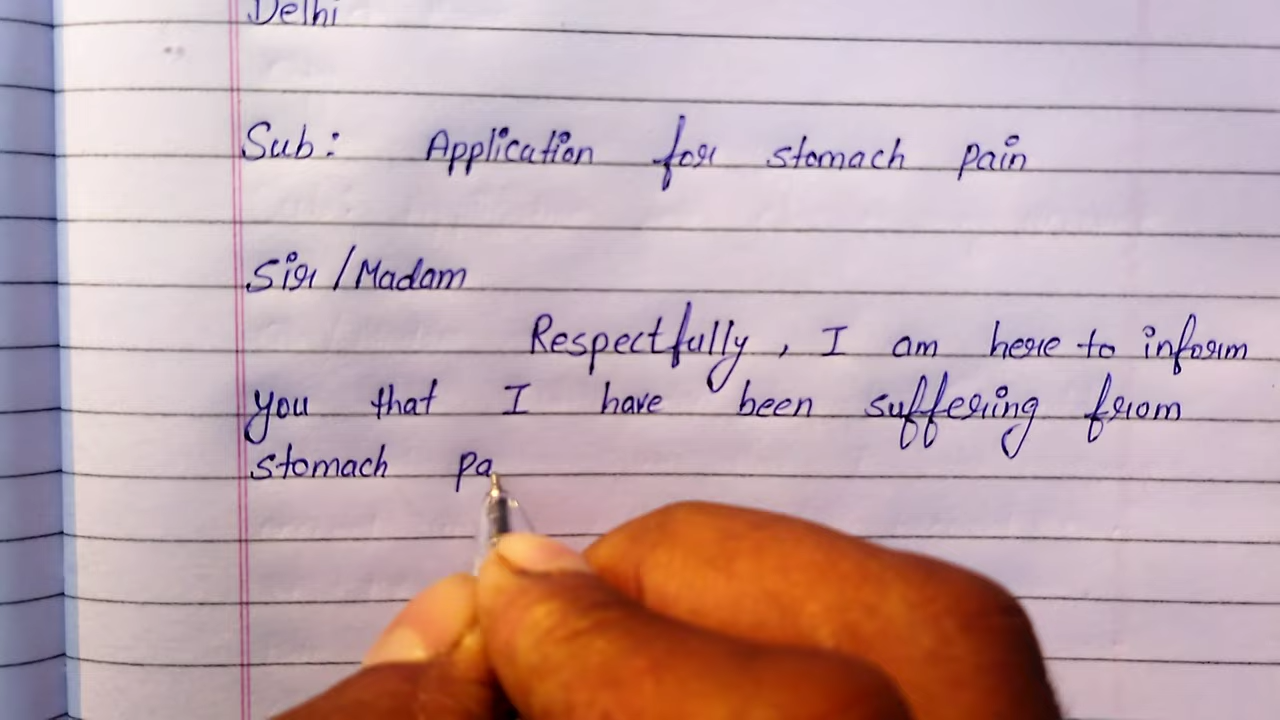 Delhi
Sub: Application for stomach pain
Sir/Madam
Respectfully, I am here to inform
you that I have been suffering from
stomach pa